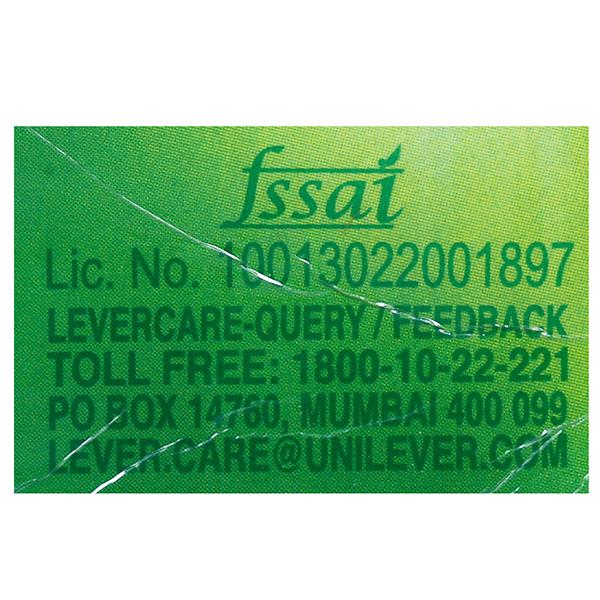 fssai
Lic. No. 10013022001897
LEVERCARE-QUERY / FEEDBACK
TOLL FREE: 1800-10-22-221
PO BOX 14760, MUMBAI 400 099
LEVER.CARE@UNILEVER.COM